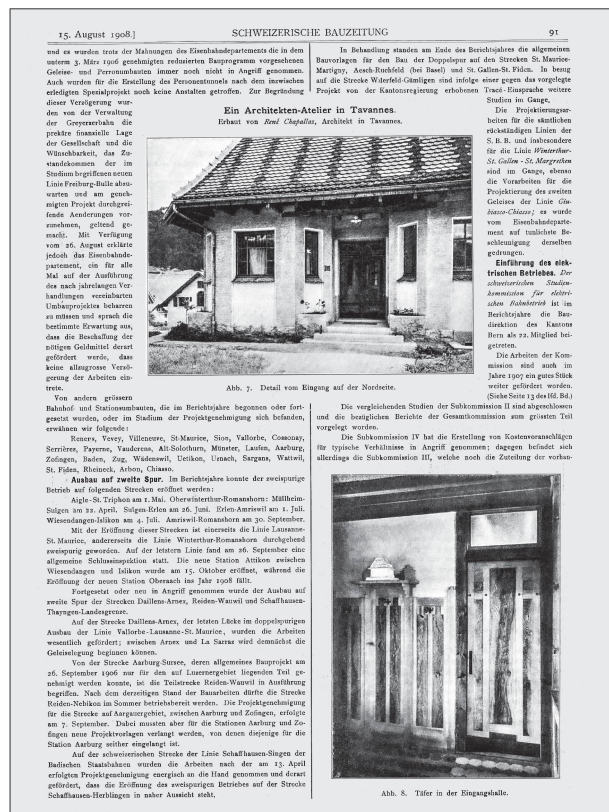 15. August 1908.]
SCHWEIZERISCHE BAUZEITUNG
91
und es wurden trotz der Mahnungen des Eisenbahndepartements die in dem
unterm 3. März 1906 genehmigten reduzierten Bauprogramm vorgesehenen
Geleise- und Perronumbauten immer noch nicht in Angriff genommen.
Auch wurden für die Erstellung des Personentunnels nach dem inzwischen
erledigten Spezialprojekt noch keine Anstalten getroffen. Zur Begründung
dieser Verzögerung wur-
den von der Verwaltung
der Greyerzerbahn die
prekäre finanzielle Lage
der Gesellschaft und die
Wünschbarkeit, das Zu-
standekommen der im
Studium begriffenen neuen
Linie Freiburg-Bulle abzu-
warten und am geneh-
migten Projekt durchgrei-
fende Aenderungen vor-
zunehmen, geltend ge-
macht. Mit Verfügung
vom 26. August erklärte
jedoch das Eisenbahnde-
partement, ein für alle
Mal auf der Ausführung
des nach jahrelangen Ver-
handlungen vereinbarten
Umbauprojektes beharren
zu müssen und sprach die
bestimmte Erwartung aus,
dass die Beschaffung der
nötigen Geldmittel derart
gefördert werde, dass
keine allzugrosse Verzö-
gerung der Arbeiten ein-
trete.
Von andern grössern
Bahnhof- und Stationsumbauten, die im Berichtsjahre begonnen oder fort-
gesetzt wurden, oder im Stadium der Projektgenehmigung sich befanden,
erwähnen wir folgende:
Renens, Vevey, Villeneuve, St-Maurice, Sion, Vallorbe, Cossonay,
Serrières, Payerne, Vauderens, Alt-Solothurn, Münster, Laufen, Aarburg,
Zofingen, Baden, Zug, Wädenswil, Uetikon, Uznach, Sargans, Wattwil,
St. Fiden, Rheineck, Arbon, Chiasso.
Ausbau auf zweite Spur. Im Berichtsjahre konnte der zweispurige
Betrieb auf folgenden Strecken eröffnet werden:
Aigle-St. Triphon am 1. Mai. Oberwinterthur-Romanshorn: Müllheim-
Sulgen am 22. April. Sulgen-Erlen am 26. Juni. Erlen-Amriswil am 1. Juli.
Wiesendangen-Islikon am 4. Juli. Amriswil-Romanshorn am 30. September.
Mit der Eröffnung dieser Strecken ist einerseits die Linie Lausanne-
St. Maurice, andererseits die Linie Winterthur-Romanshorn durchgehend
zweispurig geworden. Auf der letztern Linie fand am 26. September eine
allgemeine Schlussinspektion statt. Die neue Station Attikon zwischen
Wiesendangen und Islikon wurde am 15. Oktober eröffnet, während die
Eröffnung der neuen Station Oberaach ins Jahr 1908 fällt.
Fortgesetzt oder neu in Angriff genommen wurde der Ausbau auf
zweite Spur der Strecken Daillens-Arnex, Reiden-Wauwil und Schaffhausen-
Thayngen-Landesgrenze.
Auf der Strecke Daillens-Arnex, der letzten Lücke im doppelspurigen
Ausbau der Linie Vallorbe-Lausanne-St. Maurice, wurden die Arbeiten
wesentlich gefördert; zwischen Arnex und La Sarraz wird demnächst die
Geleiselegung beginnen können.
Von der Strecke Aarburg-Sursee, deren allgemeines Bauprojekt am
26. September 1906 nur für den auf Luzernergebiet liegenden Teil ge-
nehmigt werden konnte, ist die Teilstrecke Reiden-Wauwil in Ausführung
begriffen. Nach dem derzeitigen Stand der Bauarbeiten dürfte die Strecke
Reiden-Nebikon im Sommer betriebsbereit werden. Die Projektgenehmigung
für die Strecke auf Aargauergebiet, zwischen Aarburg und Zofingen, erfolgte
am 7. September. Dabei mussten aber für die Stationen Aarburg und Zo-
fingen neue Projektvorlagen verlangt werden, von denen diejenige für die
Station Aarburg seither eingelangt ist.
Auf der schweizerischen Strecke der Linie Schaffhausen-Singen der
Badischen Staatsbahnen wurden die Arbeiten nach der am 13. April
erfolgten Projektgenehmigung energisch an die Hand genommen und derart
gefördert, dass die Eröffnung des zweispurigen Betriebes auf der Strecke
Schaffhausen-Herblingen in naher Aussicht steht.
Ein Architekten-Atelier in Tavannes.
Erbaut von René Chapallaz, Architekt in Tavannes.
Abb. 7. Detail vom Eingang auf der Nordseite.
In Behandlung standen am Ende des Berichtsjahres die allgemeinen
Bauvorlagen für den Bau der Doppelspur auf den Strecken St. Maurice-
Martigny, Aesch-Ruchfeld (bei Basel) und St. Gallen-St. Fiden. In bezug
auf die Strecke Wilerfeld-Gümligen sind infolge einer gegen das vorgelegte
Projekt von der Kantonsregierung erhobenen Tracé-Einsprache weitere
Studien im Gange.
Die Projektierungsar-
beiten für die sämtlichen
rückständigen Linien der
S. B. B. und insbesondere
für die Linie Winterthur-
St. Gallen - St. Margrethen
sind im Gange, ebenso
die Vorarbeiten für die
Projektierung des zweiten
Geleises der Linie Giu-
biasco-Chiasso; es wurde
vom Eisenbahndeparte-
ment auf tunlichste Be-
schleunigung derselben
gedrungen.
Einführung des elek-
trischen Betriebes. Der
schweizerischen Studien-
kommission für elektri-
schen Bahnbetrieb ist im
Berichtsjahre die Bau-
direktion des Kantons
Bern als 22. Mitglied bei-
getreten.
Die Arbeiten der Kom-
mission sind auch im
Jahre 1907 ein gutes Stück
weiter gefördert worden.
(Siehe Seite 13 des lfd. Bd.)
Die vergleichenden Studien der Subkommission II sind abgeschlossen
und die bezüglichen Berichte der Gesamtkommission zum grössten Teil
vorgelegt worden.
Die Subkommission IV hat die Erstellung von Kostenvoranschlägen
für typische Verhältnisse in Angriff genommen; dagegen befindet sich
allerdings die Subkommission III, welche noch die Zuteilung der vorhan-
Abb. 8. Täfer in der Eingangshalle.